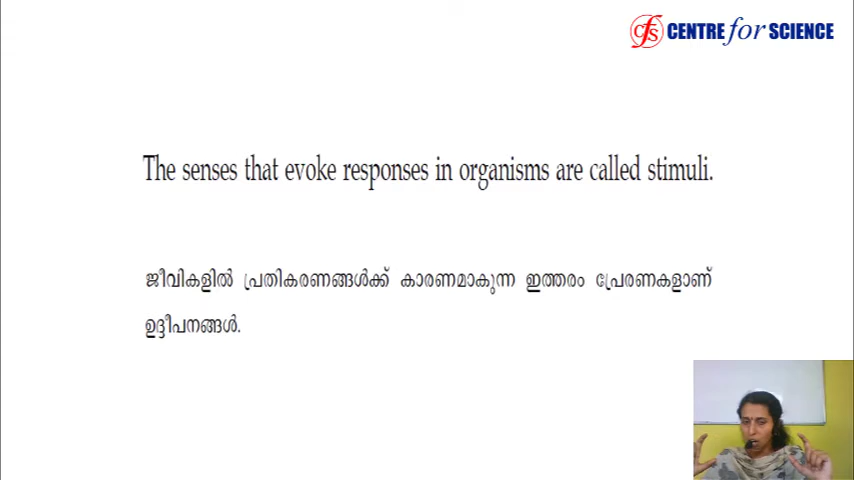 cfs CENTRE for SCIENCE
The senses that evoke responses in organisms are called stimuli.
ജീവികളിൽ പ്രതികരണങ്ങൾക്ക് കാരണമാകുന്ന ഇത്തരം പ്രേരണകളാണ്
ഉദ്ദീപനങ്ങൾ.